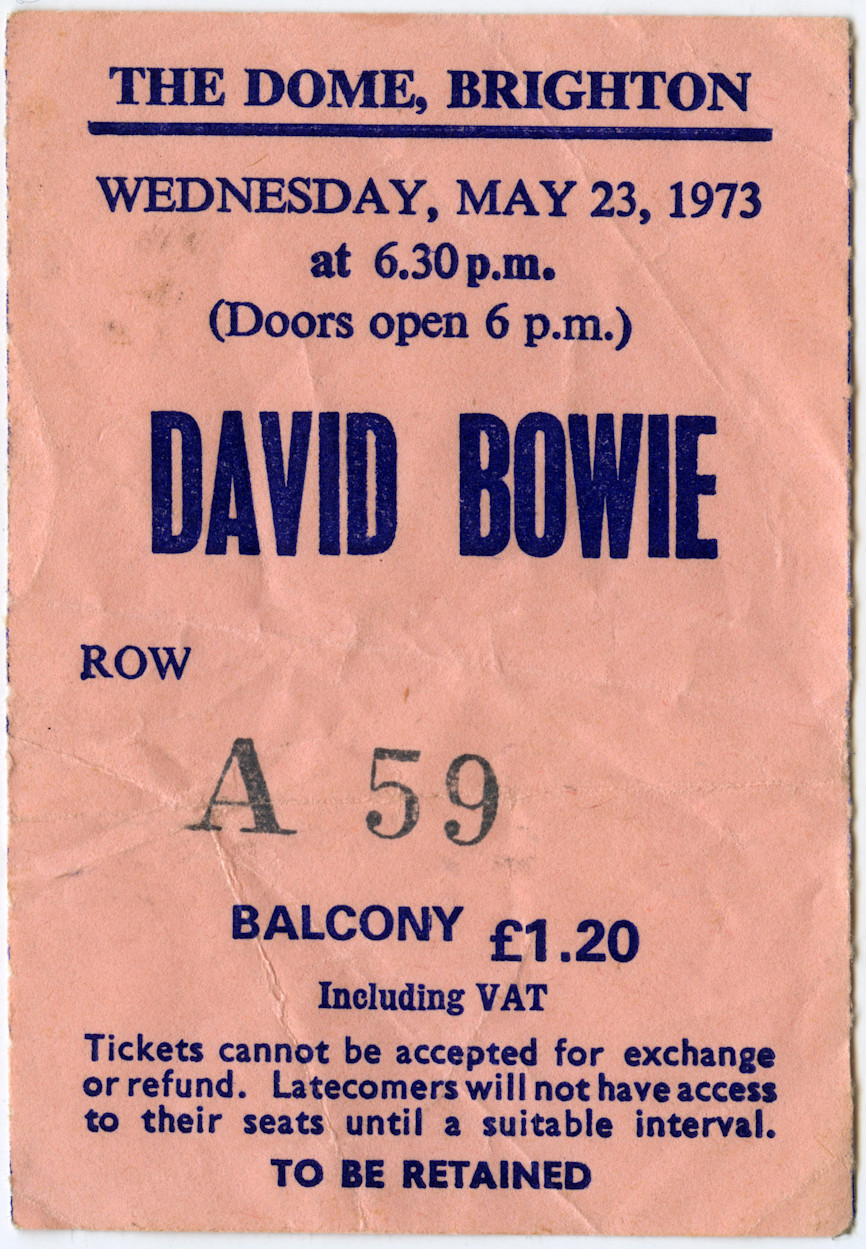 THE DOME, BRIGHTON
WEDNESDAY, MAY 23, 1973
at 6.30 p.m.
(Doors open 6 p.m.)
DAVID BOWIE
ROW
A 59
BALCONY £1.20
Including VAT
Tickets cannot be accepted for exchange
or refund. Latecomers will not have access
to their seats until a suitable interval.
TO BE RETAINED